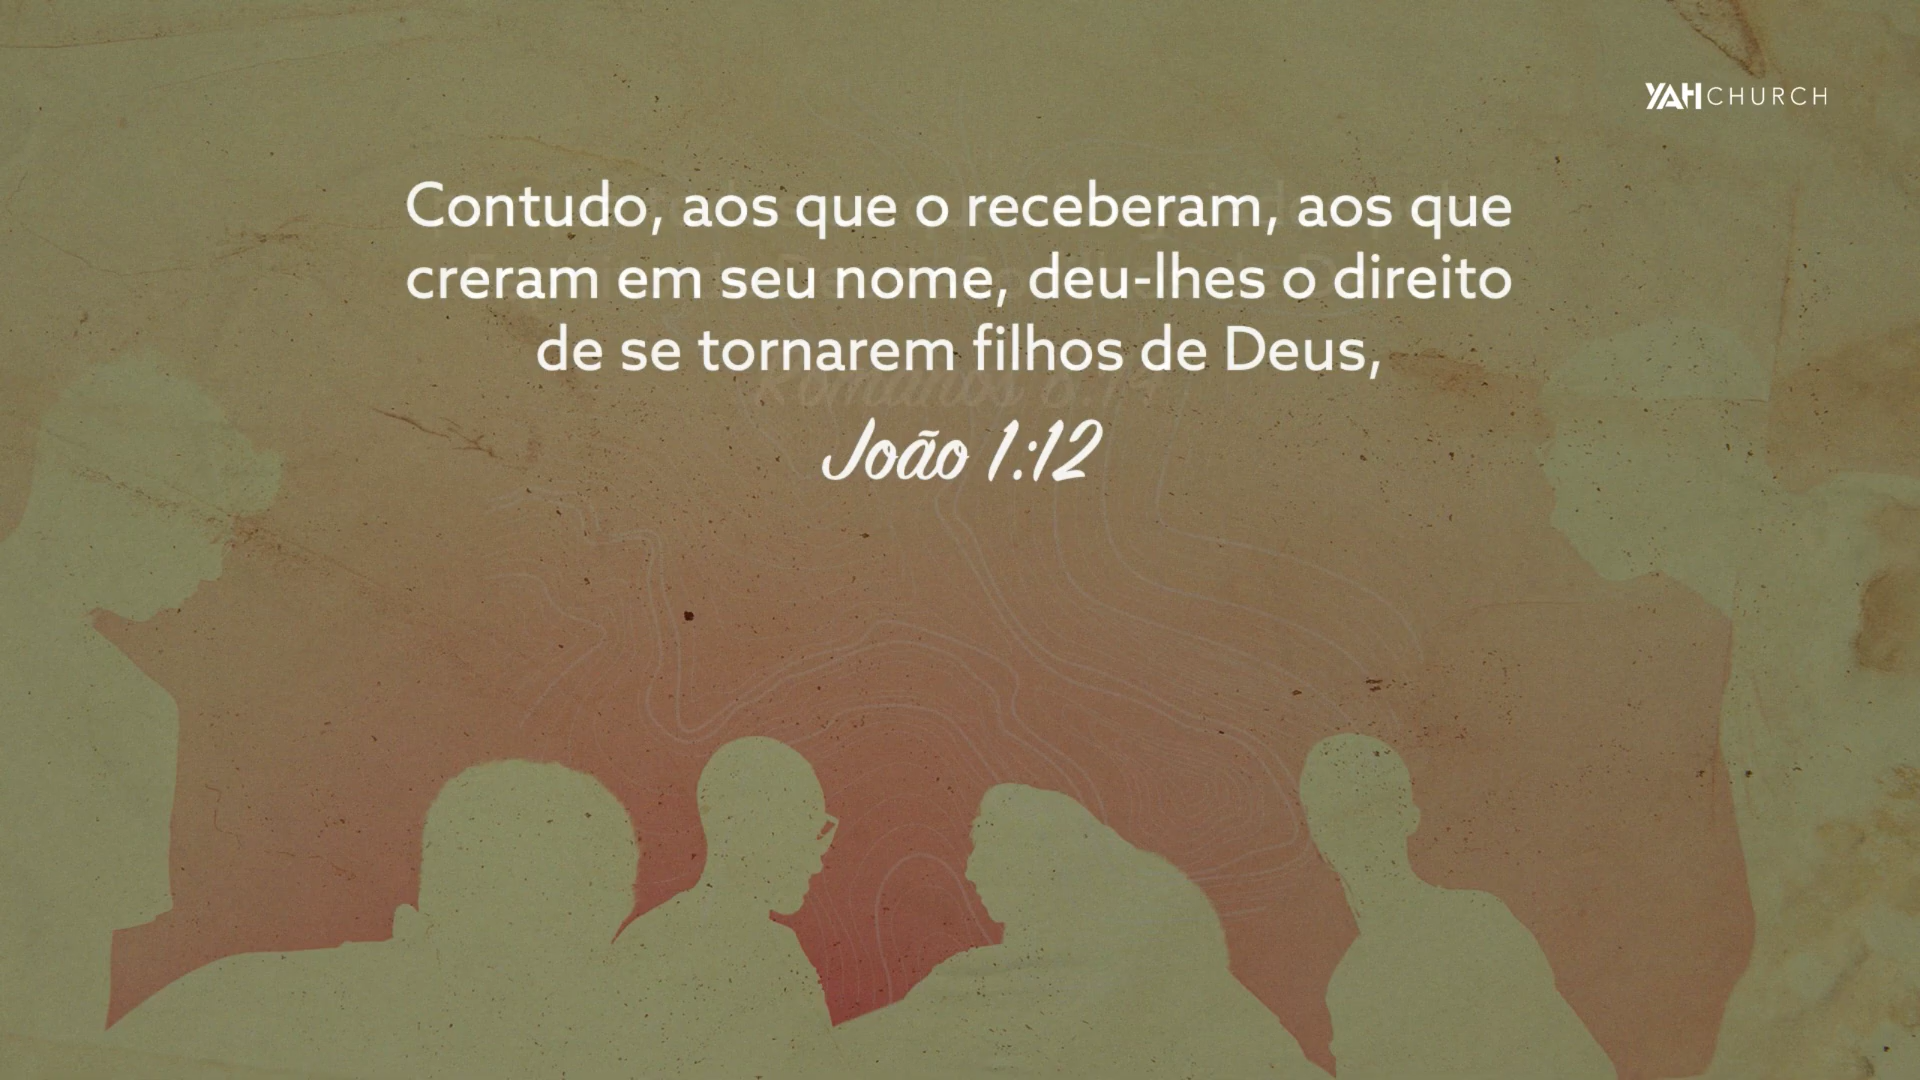 YAHCHURCH
Contudo, aos que o receberam, aos que
creram em seu nome, deu-lhes o direito
de se tornarem filhos de Deus,
João 1:12